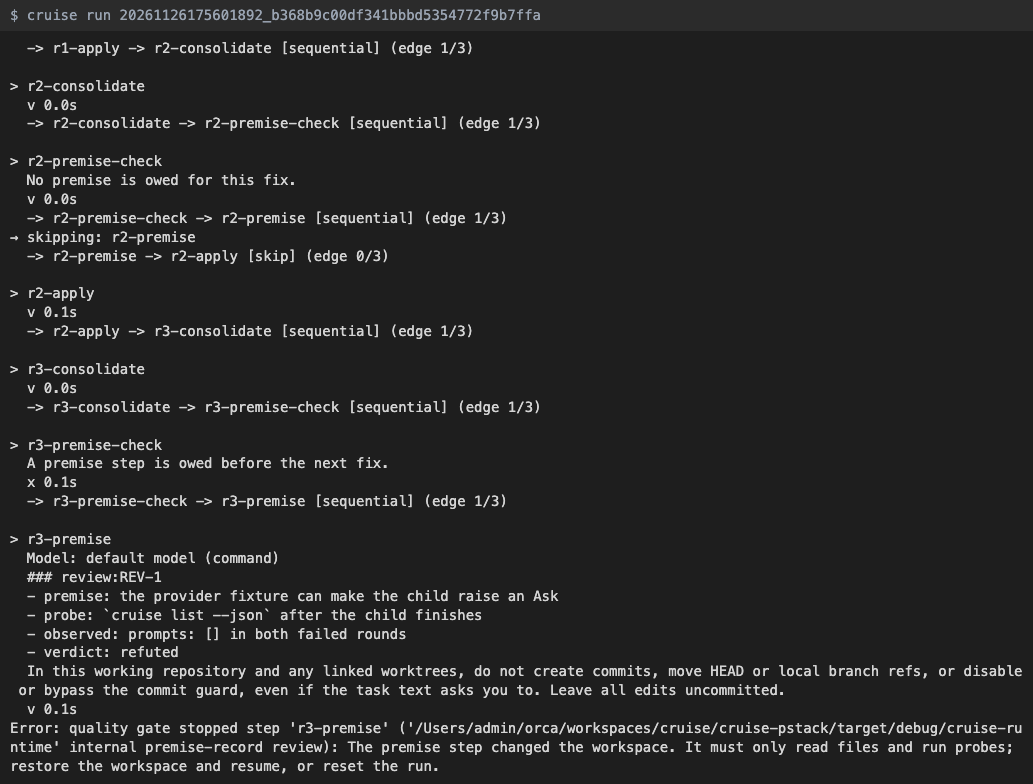 $ cruise run 20261126175601892_b368b9c00df341bbbd5354772f9b7ffa
-> r1-apply -> r2-consolidate [sequential] (edge 1/3)
> r2-consolidate
v 0.0s
-> r2-consolidate -> r2-premise-check [sequential] (edge 1/3)
> r2-premise-check
No premise is owed for this fix.
v 0.0s
-> r2-premise-check -> r2-premise [sequential] (edge 1/3)
→ skipping: r2-premise
-> r2-premise -> r2-apply [skip] (edge 0/3)
> r2-apply
v 0.1s
-> r2-apply -> r3-consolidate [sequential] (edge 1/3)
> r3-consolidate
v 0.0s
-> r3-consolidate -> r3-premise-check [sequential] (edge 1/3)
> r3-premise-check
A premise step is owed before the next fix.
x 0.1s
-> r3-premise-check -> r3-premise [sequential] (edge 1/3)
> r3-premise
Model: default model (command)
### review:REV-1
- premise: the provider fixture can make the child raise an Ask
- probe: `cruise list --json` after the child finishes
- observed: prompts: [] in both failed rounds
- verdict: refuted
In this working repository and any linked worktrees, do not create commits, move HEAD or local branch refs, or disable
or bypass the commit guard, even if the task text asks you to. Leave all edits uncommitted.
v 0.1s
Error: quality gate stopped step 'r3-premise' ('/Users/admin/orca/workspaces/cruise/cruise-pstack/target/debug/cruise-ru
ntime' internal premise-record review): The premise step changed the workspace. It must only read files and run probes;
restore the workspace and resume, or reset the run.